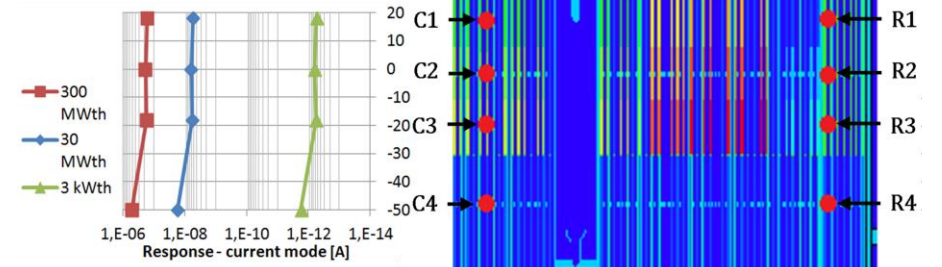 20
10
0
-10
-20
-30
-40
-50
300
MWth
30
MWth
3 kWth
1,E-06 1,E-08 1,E-10 1,E-12 1,E-14
Response - current mode [A]
C1 R1
C2 R2
C3 R3
C4 R4